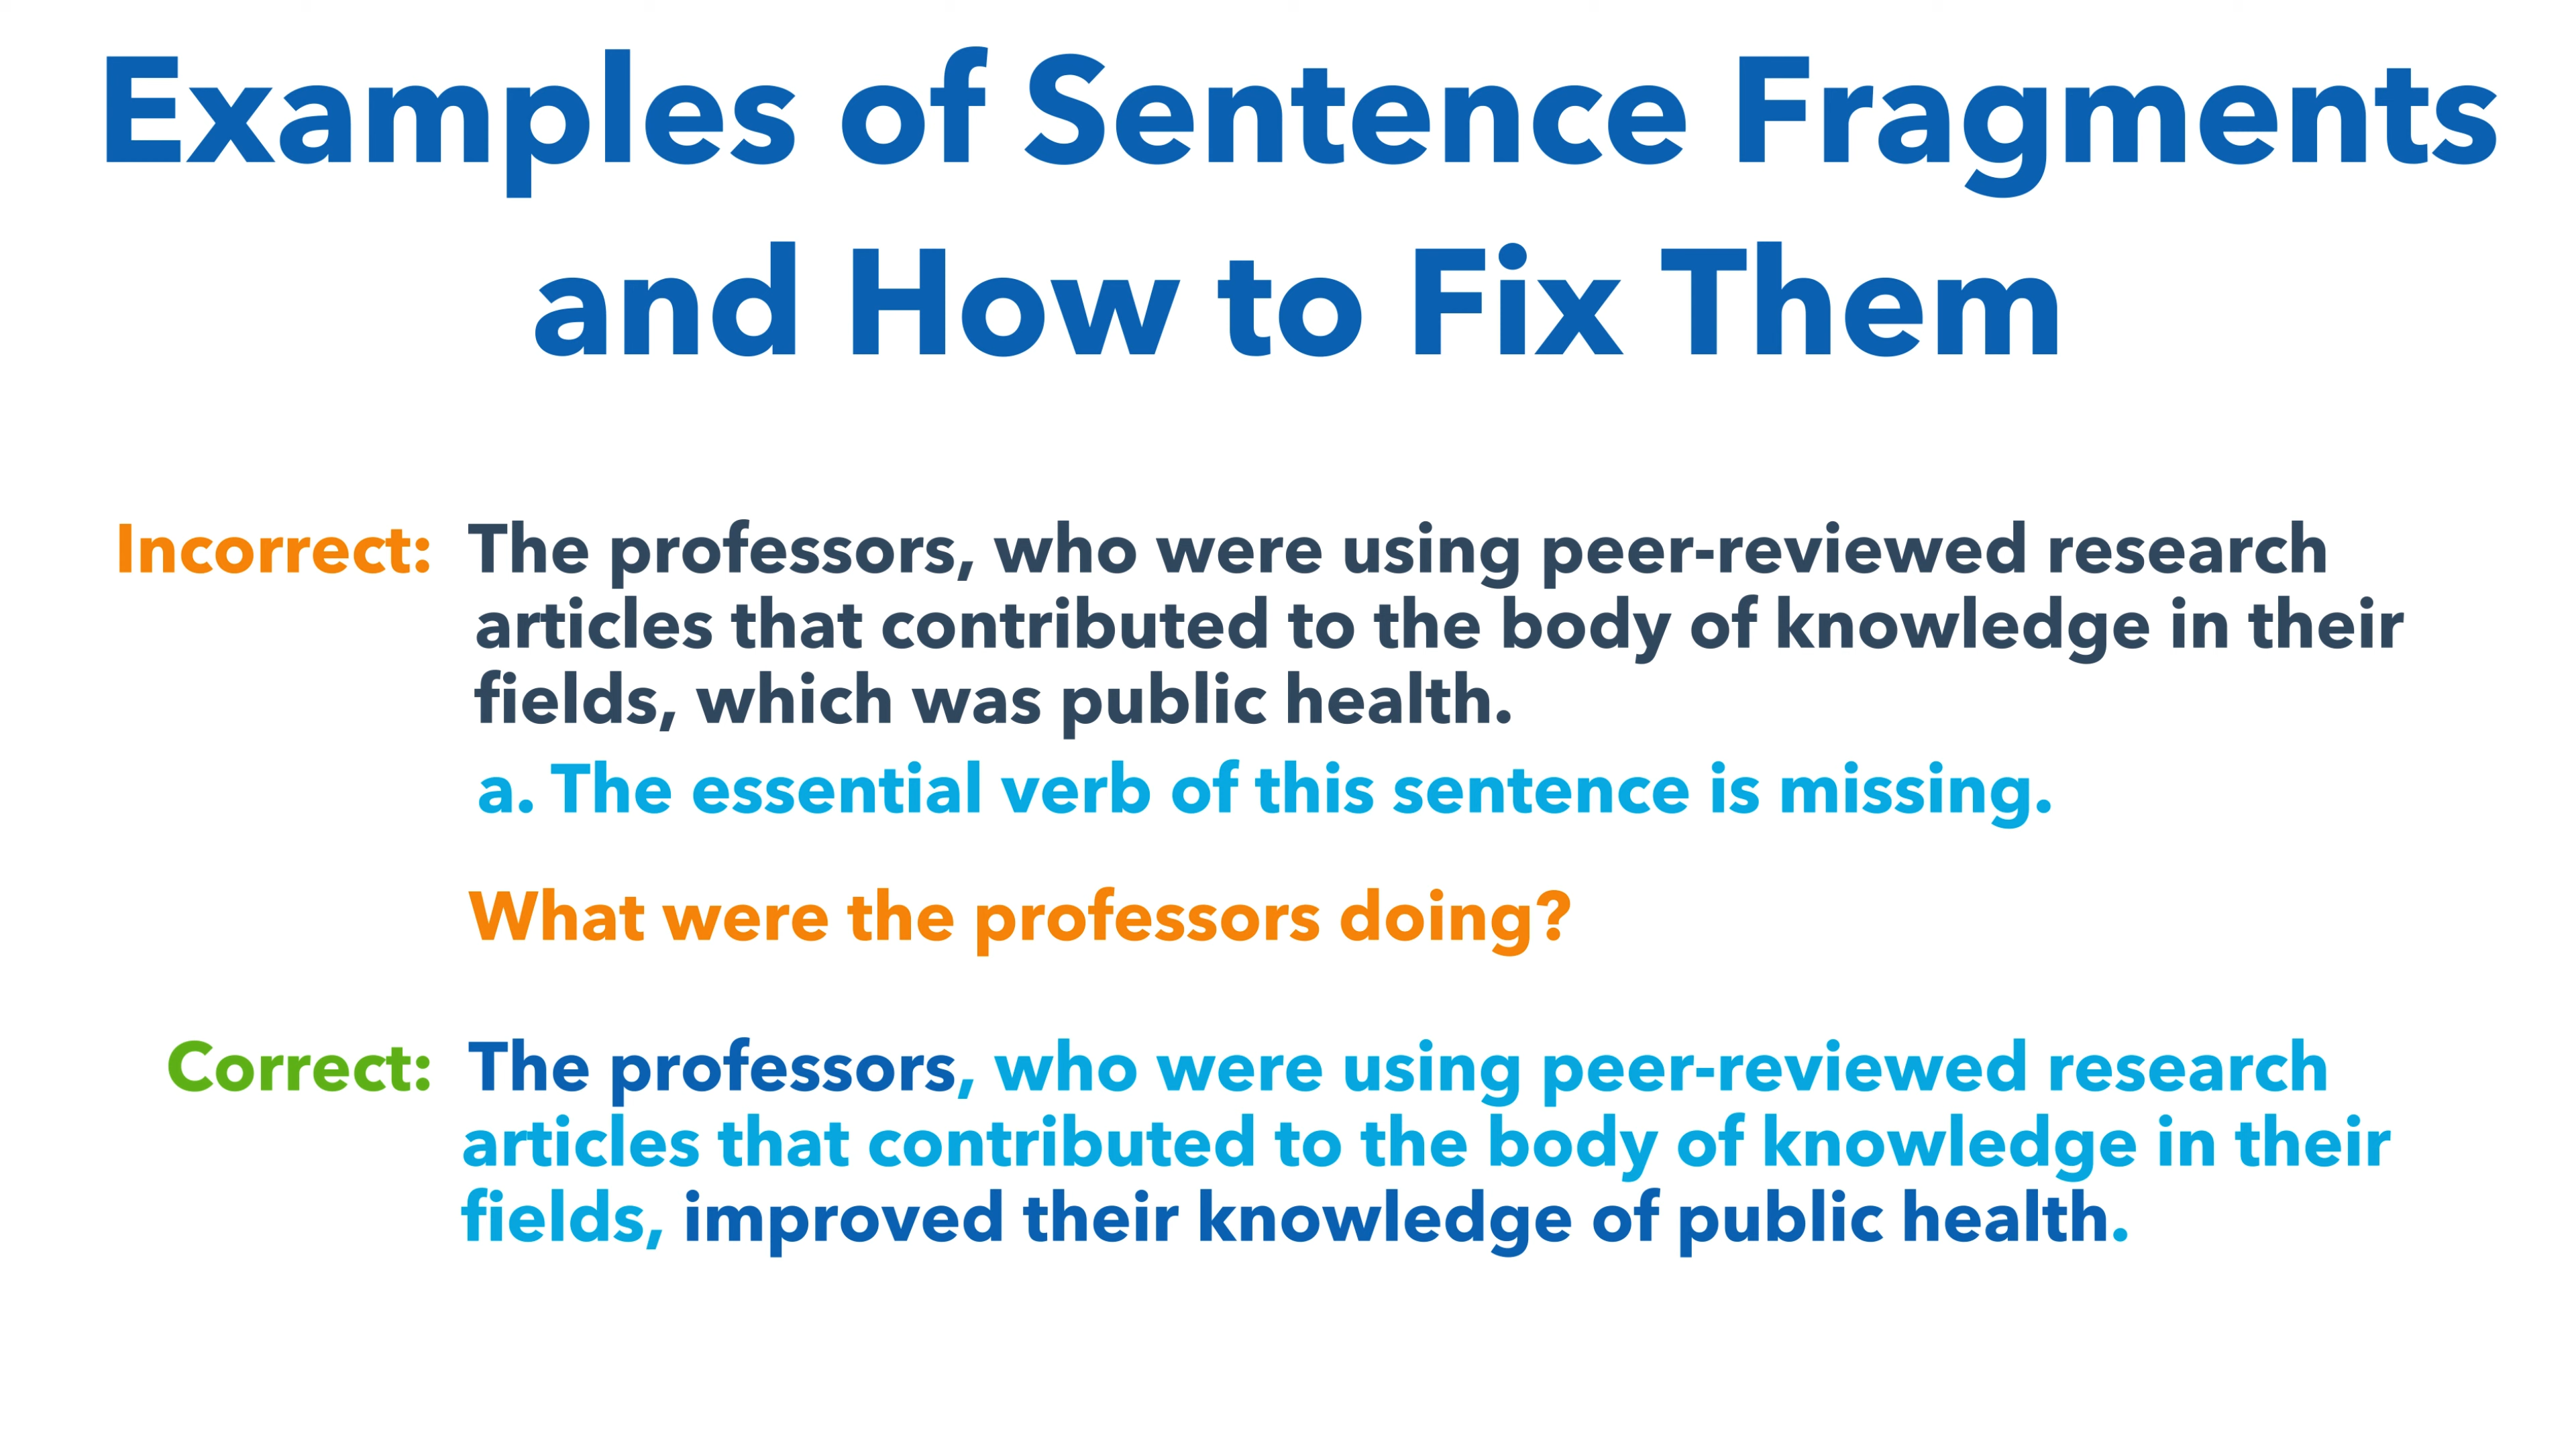 Examples of Sentence Fragments
and How to Fix Them
Incorrect: The professors, who were using peer-reviewed research
articles that contributed to the body of knowledge in their
fields, which was public health.
a. The essential verb of this sentence is missing.
What were the professors doing?
Correct: The professors, who were using peer-reviewed research
articles that contributed to the body of knowledge in their
fields, improved their knowledge of public health.